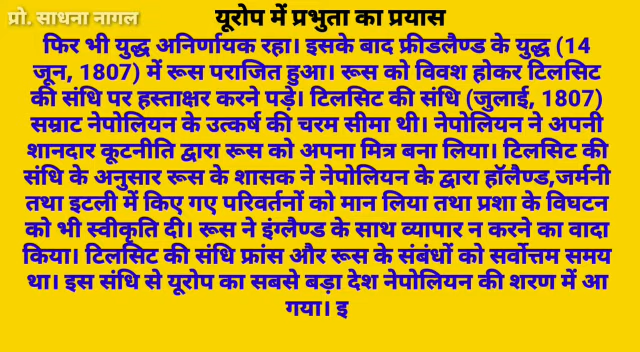 प्रो. साधना नागल
यूरोप में प्रभुता का प्रयास
फिर भी युद्ध अनिर्णायक रहा। इसके बाद फ्रीडलैण्ड के युद्ध (14
जून, 1807) में रूस पराजित हुआ। रूस को विवश होकर टिलसिट
की संधि पर हस्ताक्षर करने पड़े। टिलसिट की संधि (जुलाई, 1807)
सम्राट नेपोलियन के उत्कर्ष की चरम सीमा थी। नेपोलियन ने अपनी
शानदार कूटनीति द्वारा रूस को अपना मित्र बना लिया। टिलसिट की
संधि के अनुसार रूस के शासक ने नेपोलियन के द्वारा हॉलैण्ड,जर्मनी
तथा इटली में किए गए परिवर्तनों को मान लिया तथा प्रशा के विघटन
को भी स्वीकृति दी। रूस ने इंग्लैण्ड के साथ व्यापार न करने का वादा
किया। टिलसिट की संधि फ्रांस और रूस के संबंधों को सर्वोत्तम समय
था। इस संधि से यूरोप का सबसे बड़ा देश नेपोलियन की शरण में आ
गया। इ